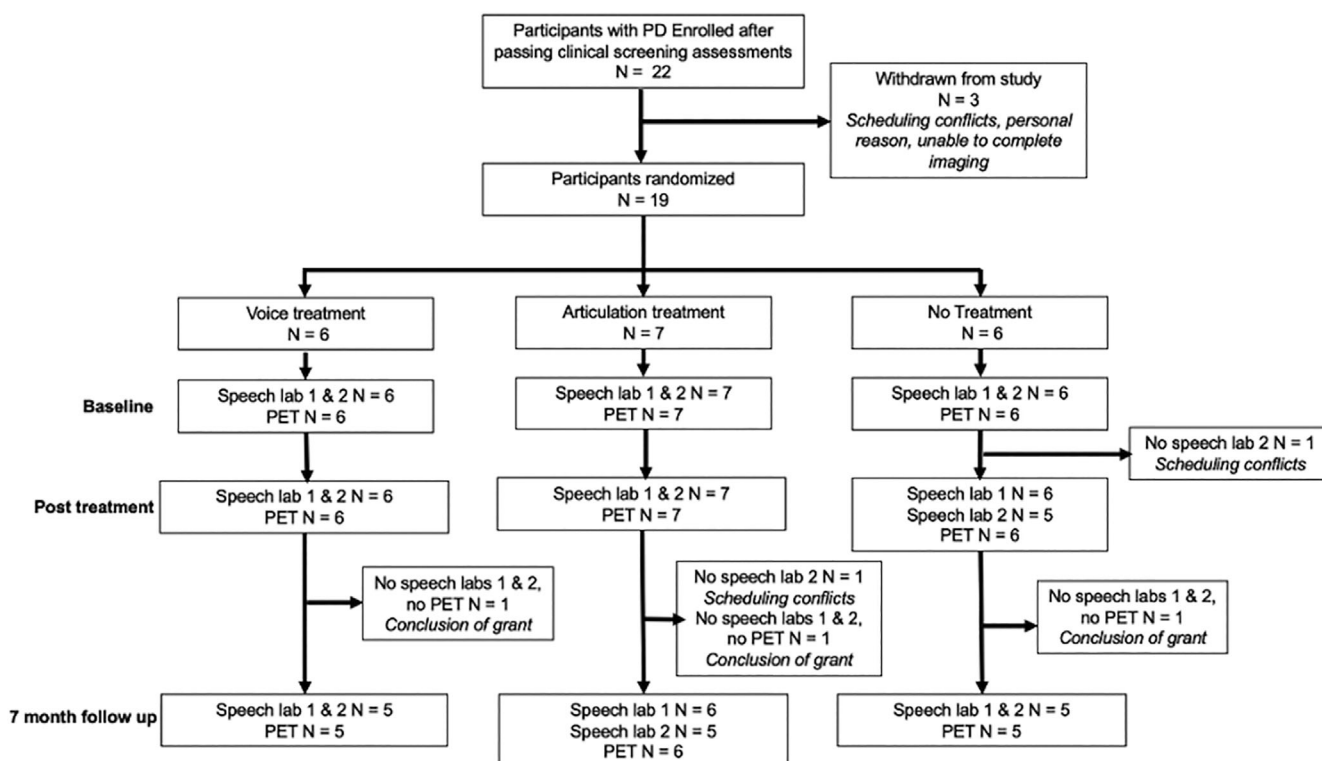 Participants with PD Enrolled after
passing clinical screening assessments
N = 22
Withdrawn from study
N = 3
Scheduling conflicts, personal
reason, unable to complete
imaging
Participants randomized
N = 19
Voice treatment
N = 6
Articulation treatment
N = 7
No Treatment
N = 6
Baseline
Speech lab 1 & 2 N = 6
PET N = 6
Speech lab 1 & 2 N = 7
PET N = 7
Speech lab 1 & 2 N = 6
PET N = 6
No speech lab 2 N = 1
Scheduling conflicts
Post treatment
Speech lab 1 & 2 N = 6
PET N = 6
Speech lab 1 & 2 N = 7
PET N = 7
Speech lab 1 N = 6
Speech lab 2 N = 5
PET N = 6
No speech labs 1 & 2,
no PET N = 1
Conclusion of grant
No speech lab 2 N = 1
Scheduling conflicts
No speech labs 1 & 2,
no PET N = 1
Conclusion of grant
No speech labs 1 & 2,
no PET N = 1
Conclusion of grant
7 month follow up
Speech lab 1 & 2 N = 5
PET N = 5
Speech lab 1 N = 6
Speech lab 2 N = 5
PET N = 6
Speech lab 1 & 2 N = 5
PET N = 5